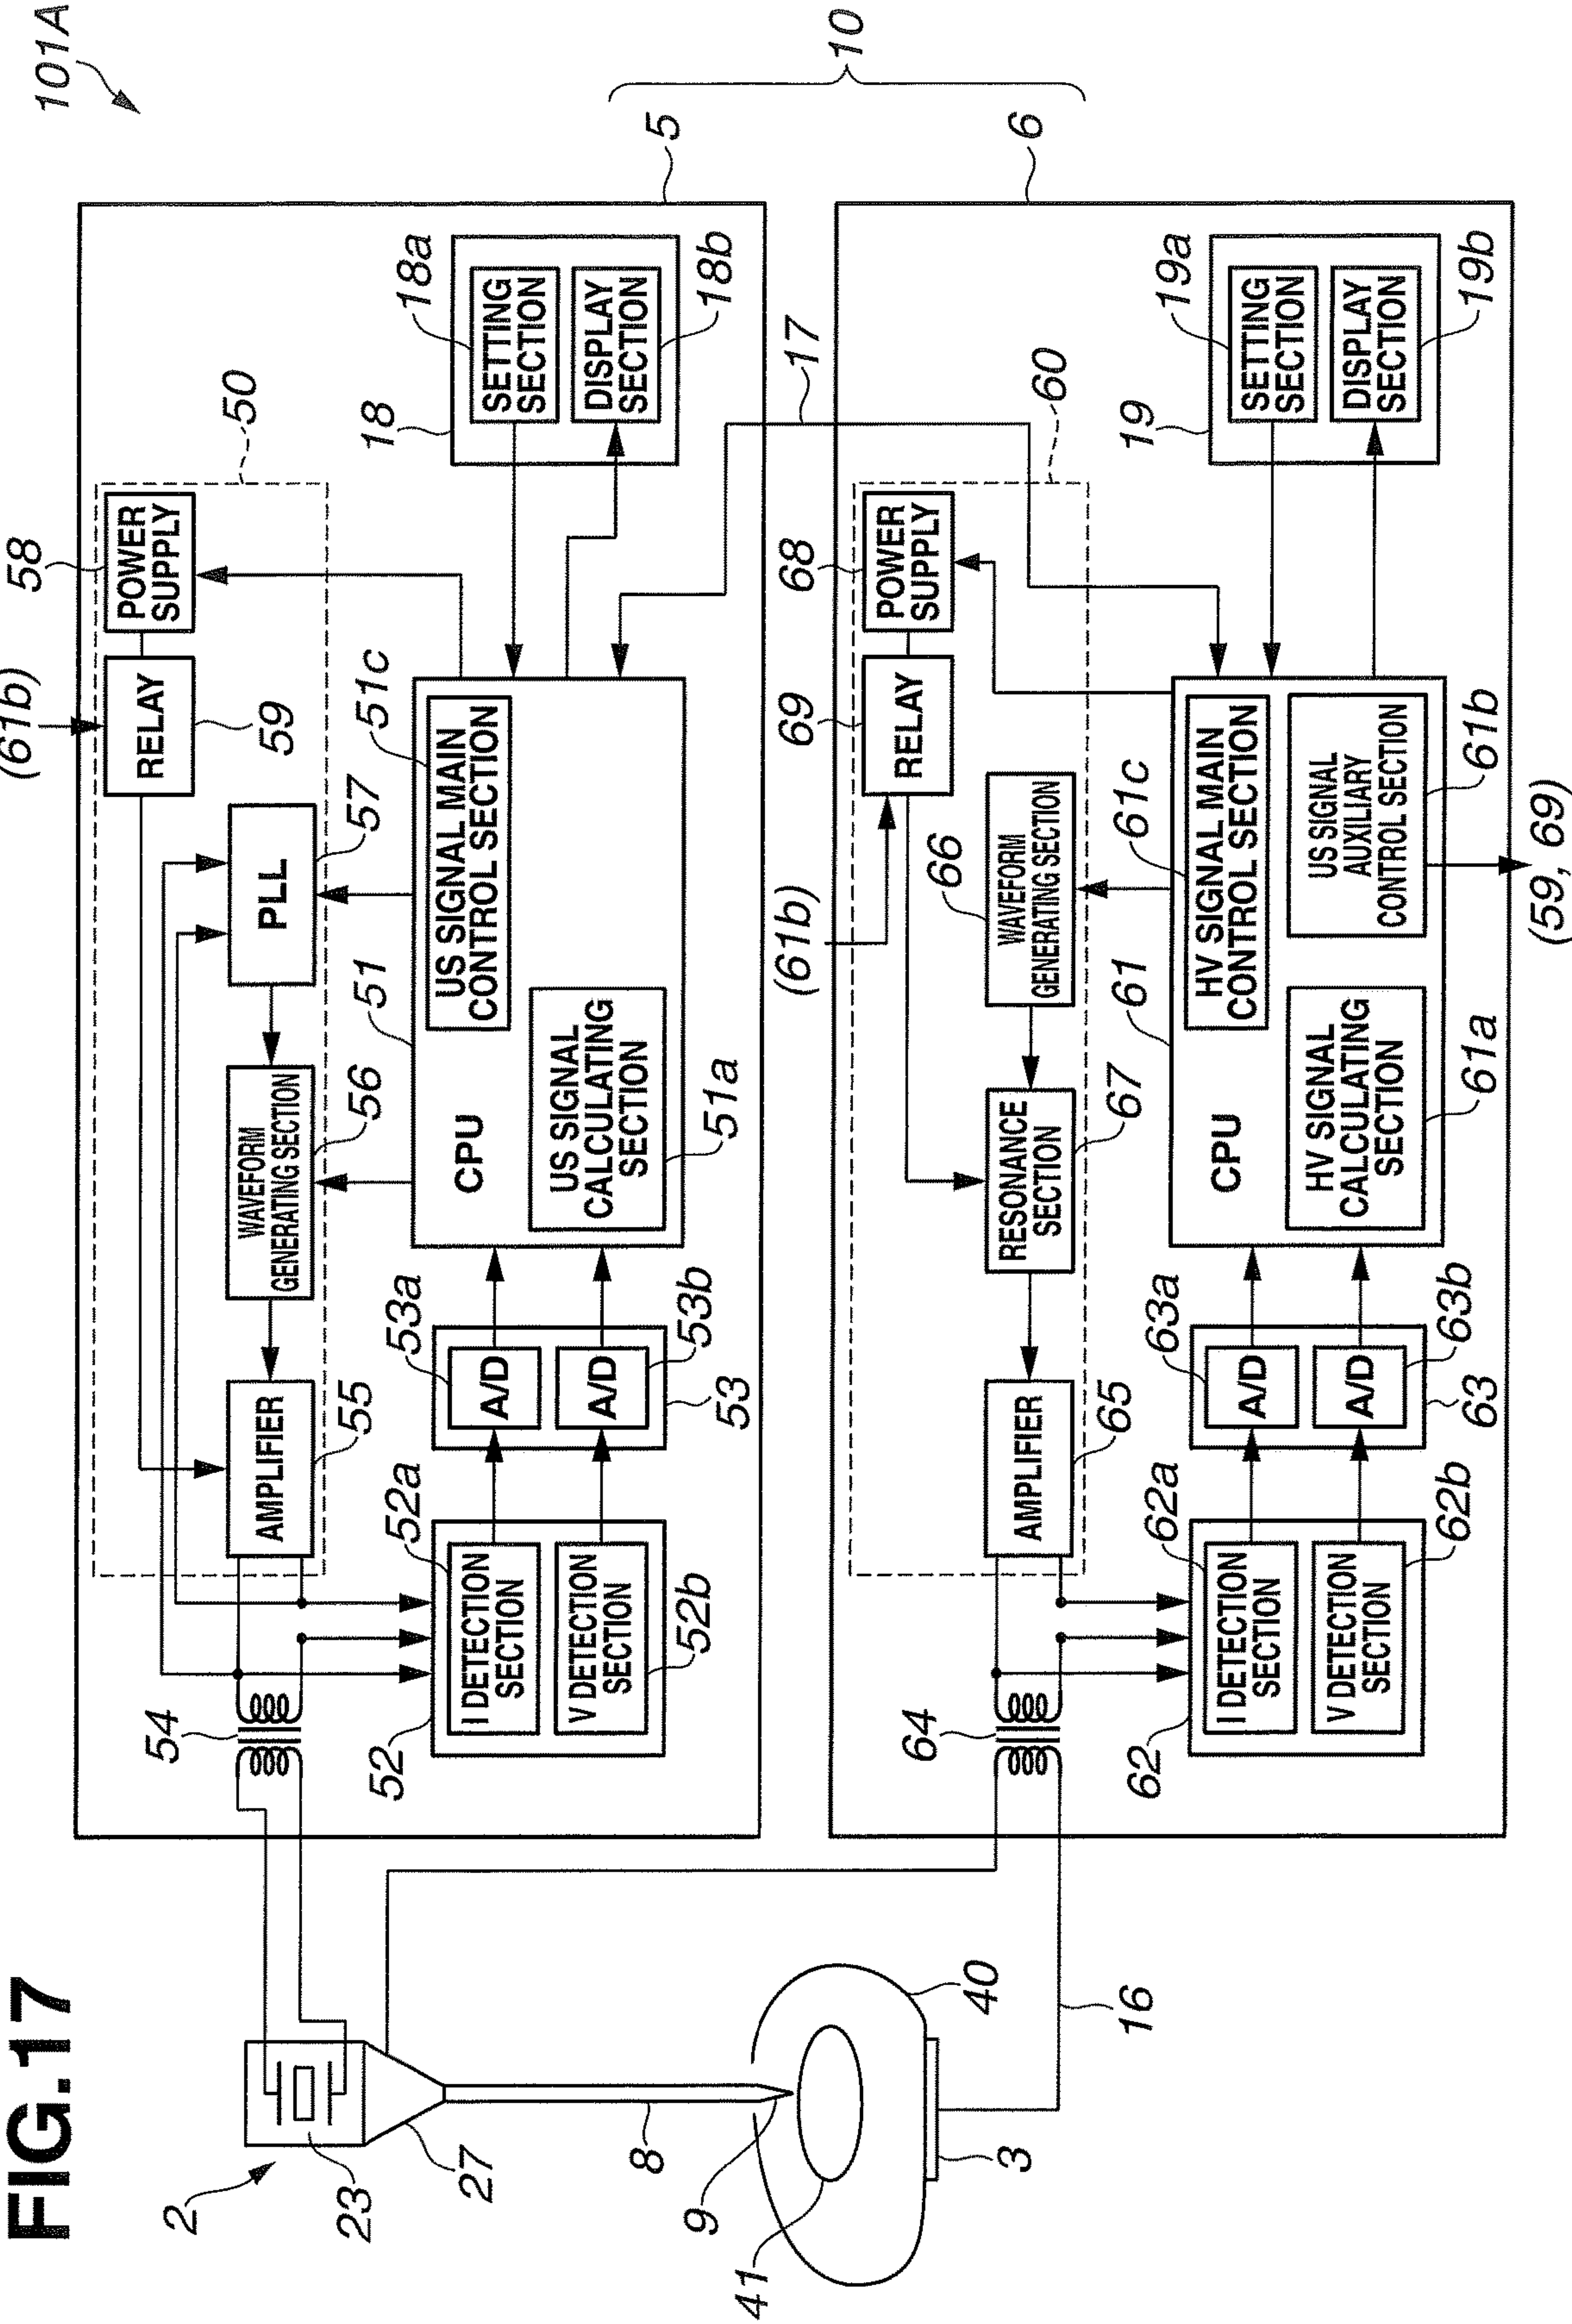 FIG.17
101A
10
5
6
2
23
27
8
9
41
40
3
16
17
50
58
POWER
SUPPLY
(61b)
RELAY
59
PLL
57
WAVEFORM
GENERATING SECTION
56
AMPLIFIER
55
54
52
I DETECTION
SECTION
52a
V DETECTION
SECTION
52b
A/D
53a
A/D
53b
53
51
CPU
US SIGNAL MAIN
CONTROL SECTION
51c
US SIGNAL
CALCULATING
SECTION
51a
18
SETTING
SECTION
18a
DISPLAY
SECTION
18b
60
68
POWER
SUPPLY
69
RELAY
(61b)
66
WAVEFORM
GENERATING SECTION
RESONANCE
SECTION
67
AMPLIFIER
65
64
62
I DETECTION
SECTION
62a
V DETECTION
SECTION
62b
A/D
63a
A/D
63b
63
61
CPU
HV SIGNAL MAIN
CONTROL SECTION
61c
HV SIGNAL
CALCULATING
SECTION
61a
US SIGNAL
AUXILIARY
CONTROL SECTION
61b
(59, 69)
19
SETTING
SECTION
19a
DISPLAY
SECTION
19b